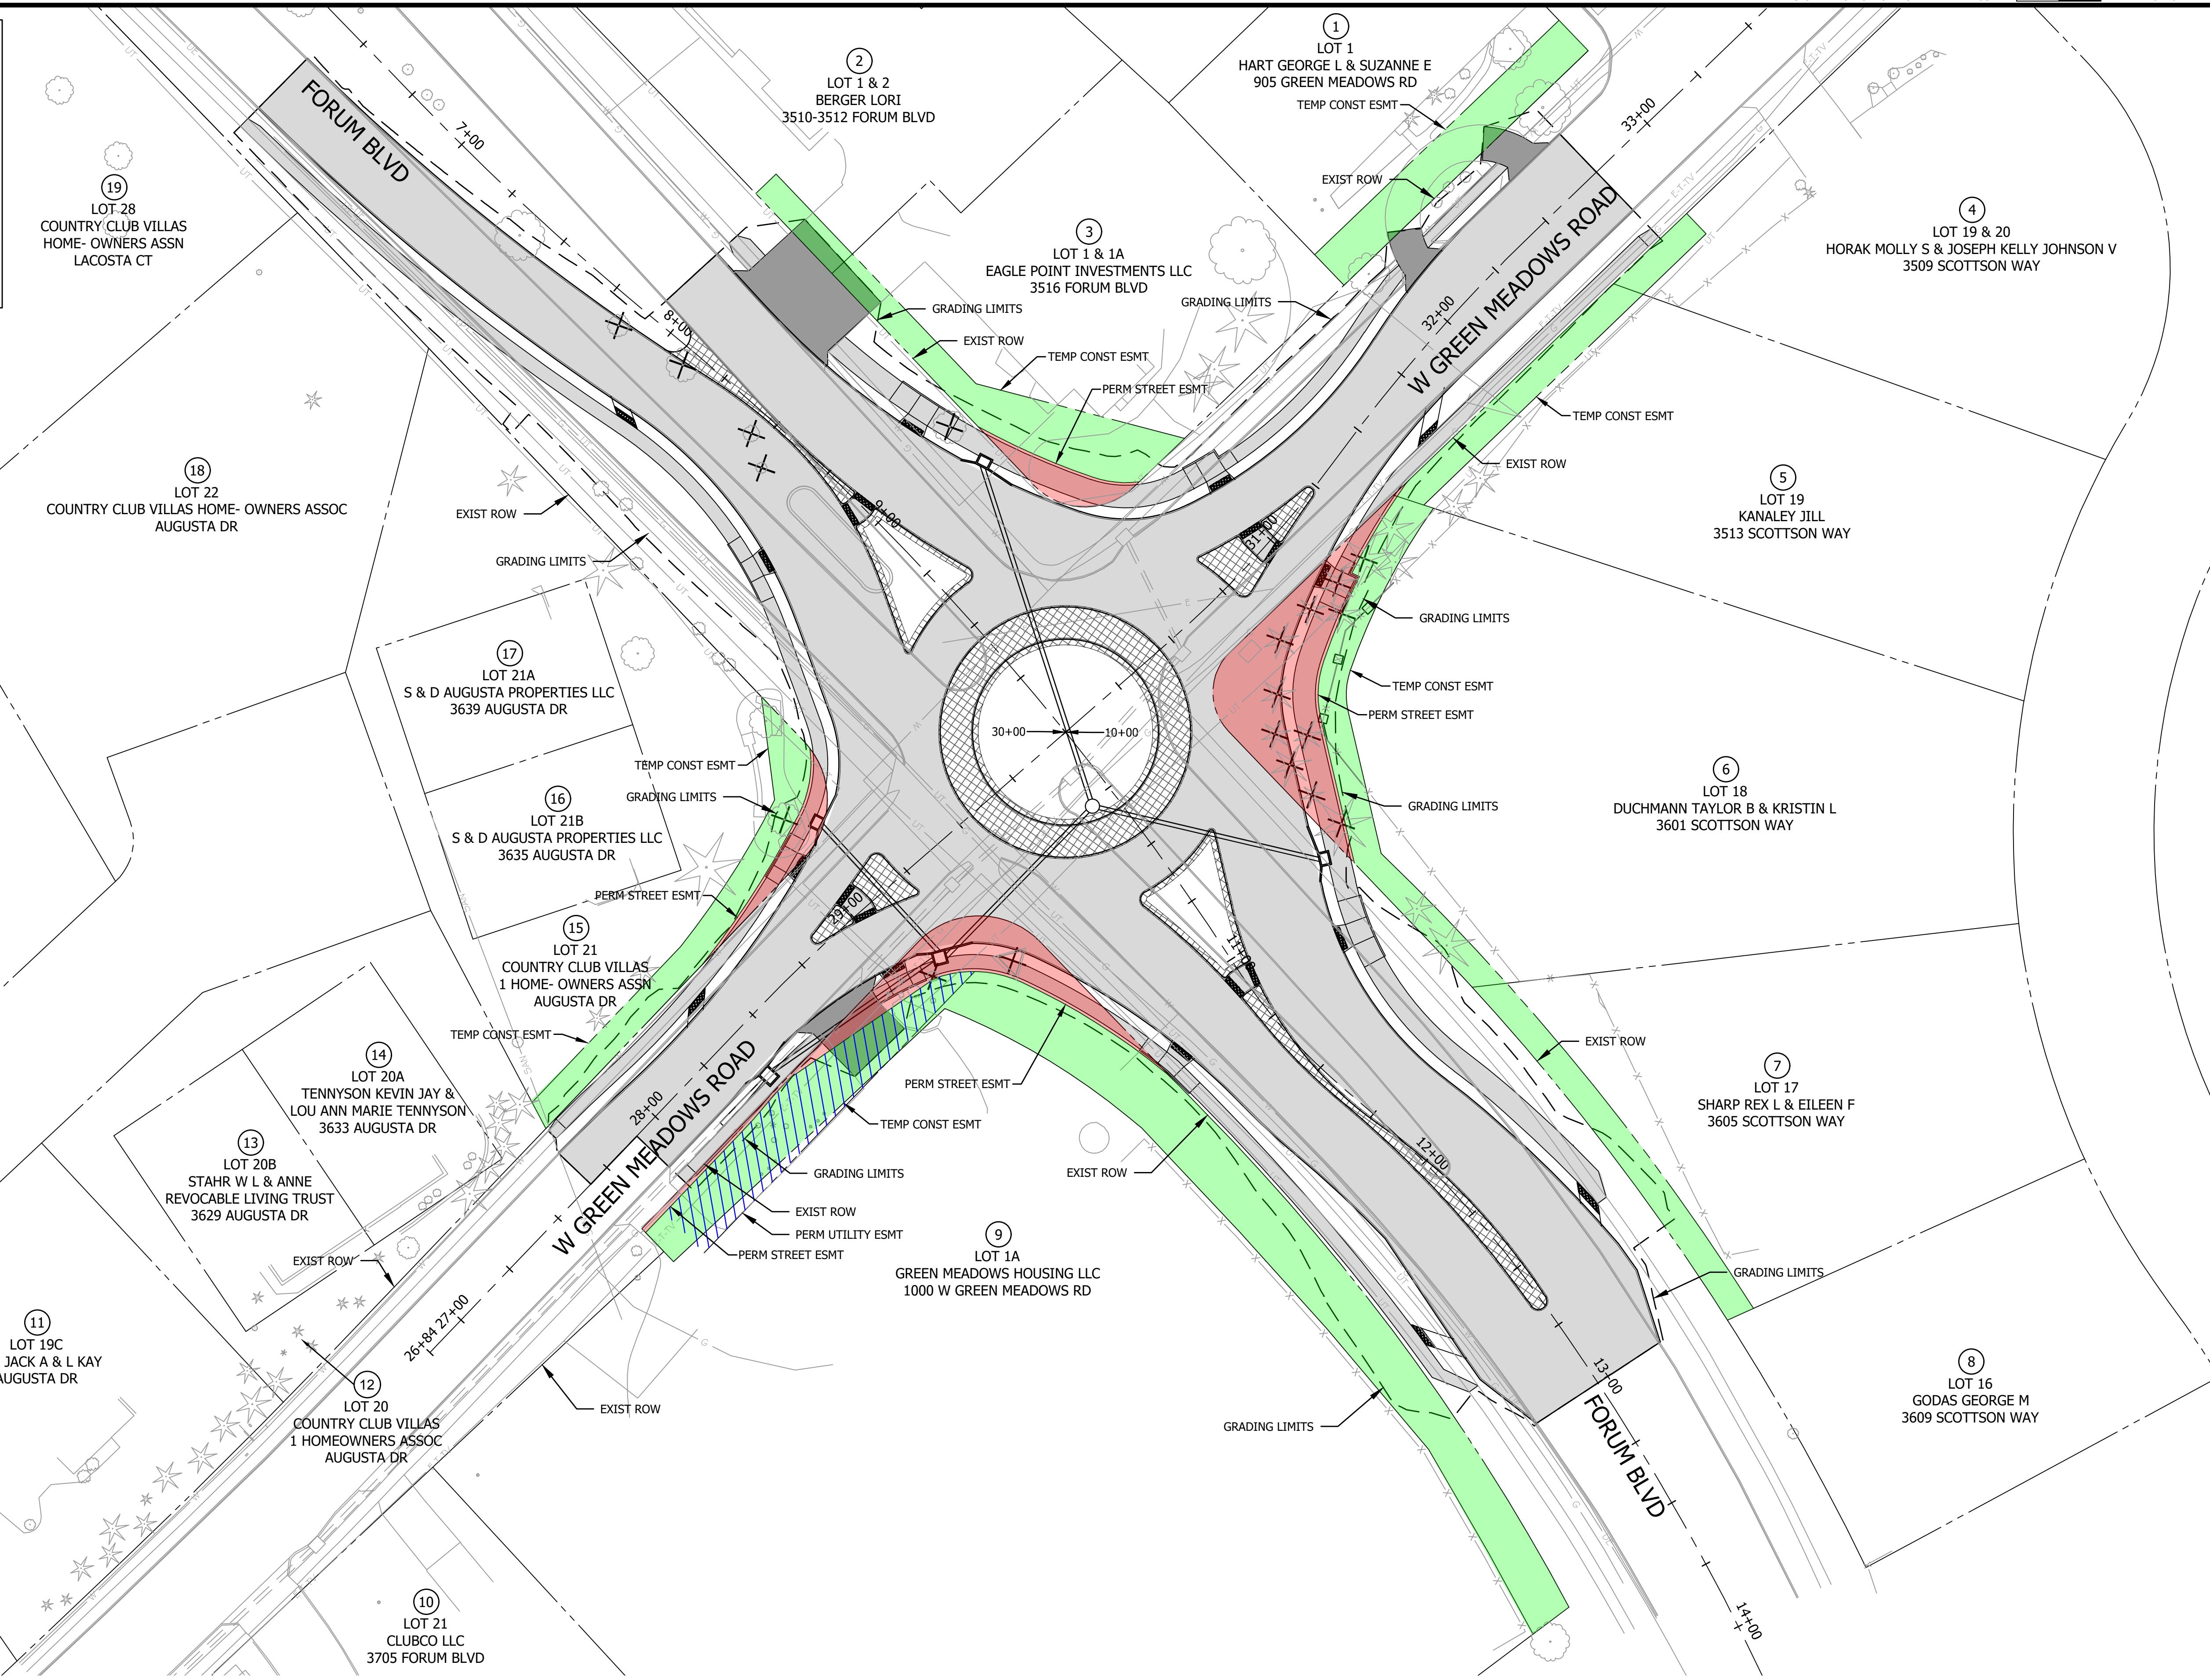 1
LOT 1
HART GEORGE L & SUZANNE E
905 GREEN MEADOWS RD
TEMP CONST ESMT
EXIST ROW
2
LOT 1 & 2
BERGER LORI
3510-3512 FORUM BLVD
FORUM BLVD
7+00
33+00
19
LOT 28
COUNTRY CLUB VILLAS
HOME- OWNERS ASSN
LACOSTA CT
3
LOT 1 & 1A
EAGLE POINT INVESTMENTS LLC
3516 FORUM BLVD
GRADING LIMITS
GRADING LIMITS
EXIST ROW
TEMP CONST ESMT
PERM STREET ESMT
8+00
32+00
W GREEN MEADOWS ROAD
4
LOT 19 & 20
HORAK MOLLY S & JOSEPH KELLY JOHNSON V
3509 SCOTTSON WAY
TEMP CONST ESMT
EXIST ROW
18
LOT 22
COUNTRY CLUB VILLAS HOME- OWNERS ASSOC
AUGUSTA DR
EXIST ROW
GRADING LIMITS
9+00
31+00
5
LOT 19
KANALEY JILL
3513 SCOTTSON WAY
GRADING LIMITS
TEMP CONST ESMT
PERM STREET ESMT
GRADING LIMITS
17
LOT 21A
S & D AUGUSTA PROPERTIES LLC
3639 AUGUSTA DR
30+00
10+00
TEMP CONST ESMT
GRADING LIMITS
16
LOT 21B
S & D AUGUSTA PROPERTIES LLC
3635 AUGUSTA DR
PERM STREET ESMT
6
LOT 18
DUCHMANN TAYLOR B & KRISTIN L
3601 SCOTTSON WAY
29+00
11+00
15
LOT 21
COUNTRY CLUB VILLAS
1 HOME- OWNERS ASSN
AUGUSTA DR
TEMP CONST ESMT
14
LOT 20A
TENNYSON KEVIN JAY &
LOU ANN MARIE TENNYSON
3633 AUGUSTA DR
13
LOT 20B
STAHR W L & ANNE
REVOCABLE LIVING TRUST
3629 AUGUSTA DR
EXIST ROW
28+00
W GREEN MEADOWS ROAD
PERM STREET ESMT
TEMP CONST ESMT
GRADING LIMITS
EXIST ROW
PERM UTILITY ESMT
PERM STREET ESMT
EXIST ROW
12+00
EXIST ROW
7
LOT 17
SHARP REX L & EILEEN F
3605 SCOTTSON WAY
GRADING LIMITS
9
LOT 1A
GREEN MEADOWS HOUSING LLC
1000 W GREEN MEADOWS RD
26+84
27+00
11
LOT 19C
JACK A & L KAY
AUGUSTA DR
12
LOT 20
COUNTRY CLUB VILLAS
1 HOMEOWNERS ASSOC
AUGUSTA DR
EXIST ROW
GRADING LIMITS
13+00
FORUM BLVD
8
LOT 16
GODAS GEORGE M
3609 SCOTTSON WAY
10
LOT 21
CLUBCO LLC
3705 FORUM BLVD
14+00